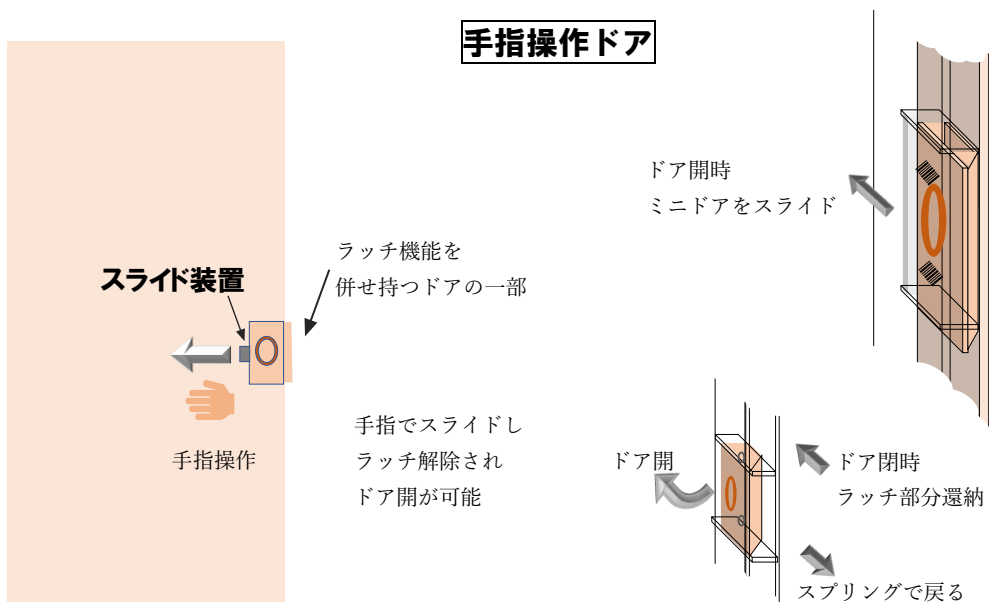 手指操作ドア
ドア開時
ミニドアをスライド
ラッチ機能を
併せ持つドアの一部
スライド装置
手指操作
手指でスライドし
ラッチ解除され
ドア開が可能
ドア開
ドア閉時
ラッチ部分還納
スプリングで戻る